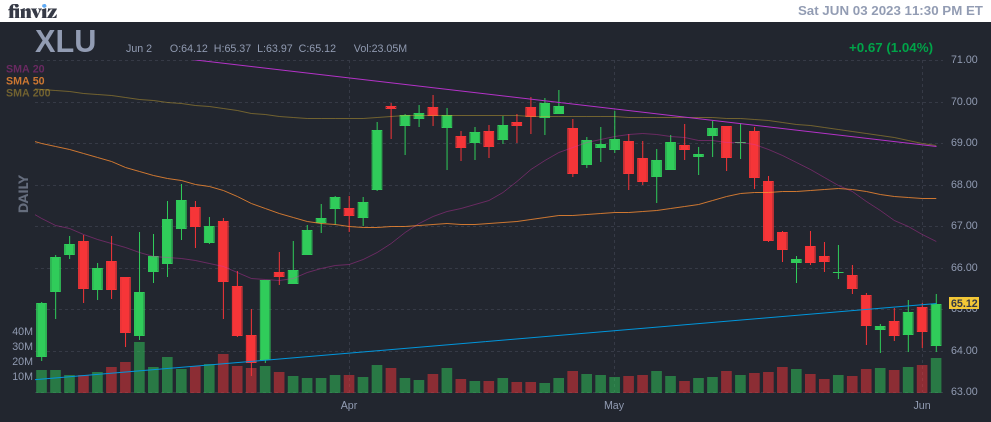 finviz
Sat JUN 03 2023 11:30 PM ET
XLU
Jun 2 O:64.12 H:65.37 L:63.97 C:65.12 Vol:23.05M
+0.67 (1.04%)
SMA 20
SMA 50
SMA 200
DAILY
71.00
70.00
69.00
68.00
67.00
66.00
65.12
65.00
64.00
63.00
40M
30M
20M
10M
Apr May Jun